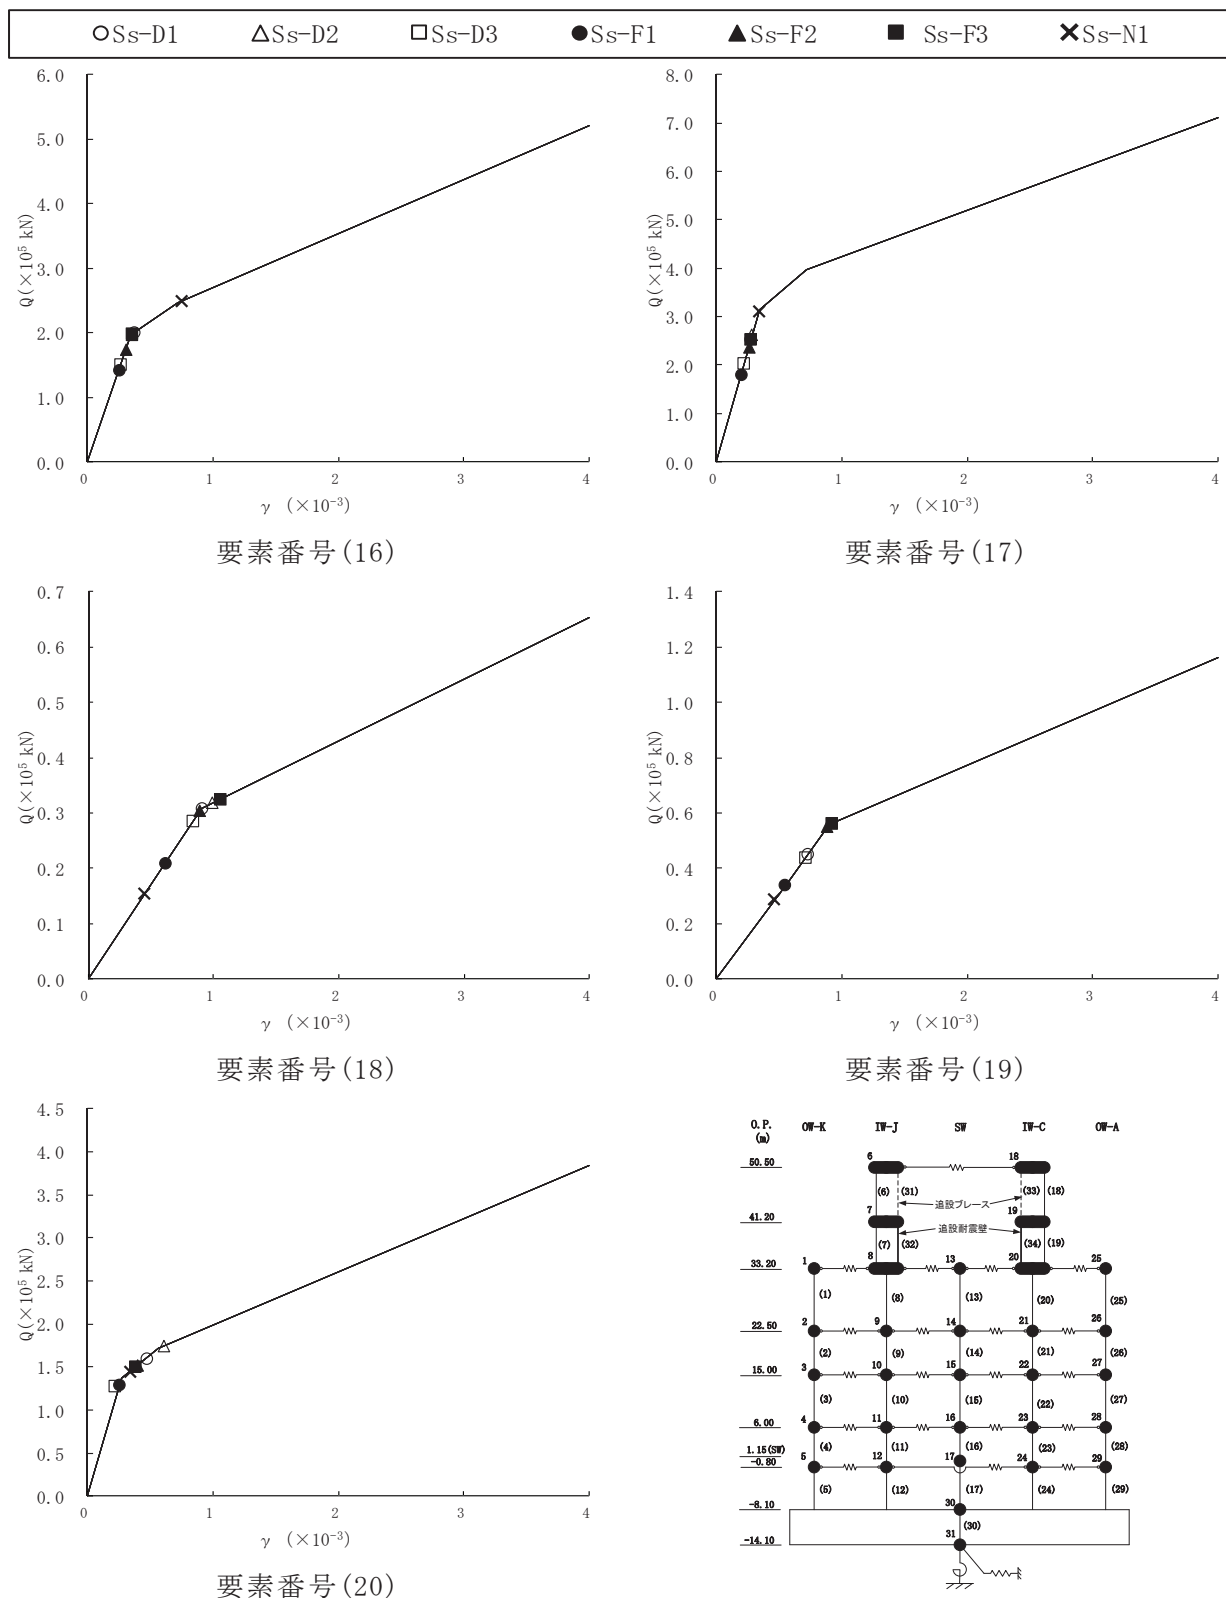 ○Ss-D1 △Ss-D2 □Ss-D3 ●Ss-F1 ▲Ss-F2 ■ Ss-F3 ×Ss-N1
6.0
5.0
4.0
3.0
2.0
1.0
0.0
Q(×10⁵ kN)
0 1 2 3 4
γ (×10⁻³)
要素番号(16)
8.0
7.0
6.0
5.0
4.0
3.0
2.0
1.0
0.0
Q(×10⁵ kN)
0 1 2 3 4
γ (×10⁻³)
要素番号(17)
0.7
0.6
0.5
0.4
0.3
0.2
0.1
0.0
Q(×10⁵ kN)
0 1 2 3 4
γ (×10⁻³)
要素番号(18)
1.4
1.2
1.0
0.8
0.6
0.4
0.2
0.0
Q(×10⁵ kN)
0 1 2 3 4
γ (×10⁻³)
要素番号(19)
4.5
4.0
3.5
3.0
2.5
2.0
1.5
1.0
0.5
0.0
Q(×10⁵ kN)
0 1 2 3 4
γ (×10⁻³)
要素番号(20)
O.P. OW-K IW-J SW IW-C OW-A
(m)
50.50 6 18
(6) (31) (33) (18)
追設ブレース
41.20 7 19
追設耐震壁
(7) (32) (34) (19)
33.20 1 8 13 20 25
(1) (8) (13) (20) (25)
22.50 2 9 14 21 26
(2) (9) (14) (21) (26)
15.00 3 10 15 22 27
(3) (10) (15) (22) (27)
6.00 4 11 16 23 28
(4) (11) (16) (23) (28)
1.15(SW) 17
-0.80 5 12 24 29
(5) (12) (17) (24) (29)
-8.10 30
(30)
-14.10 31